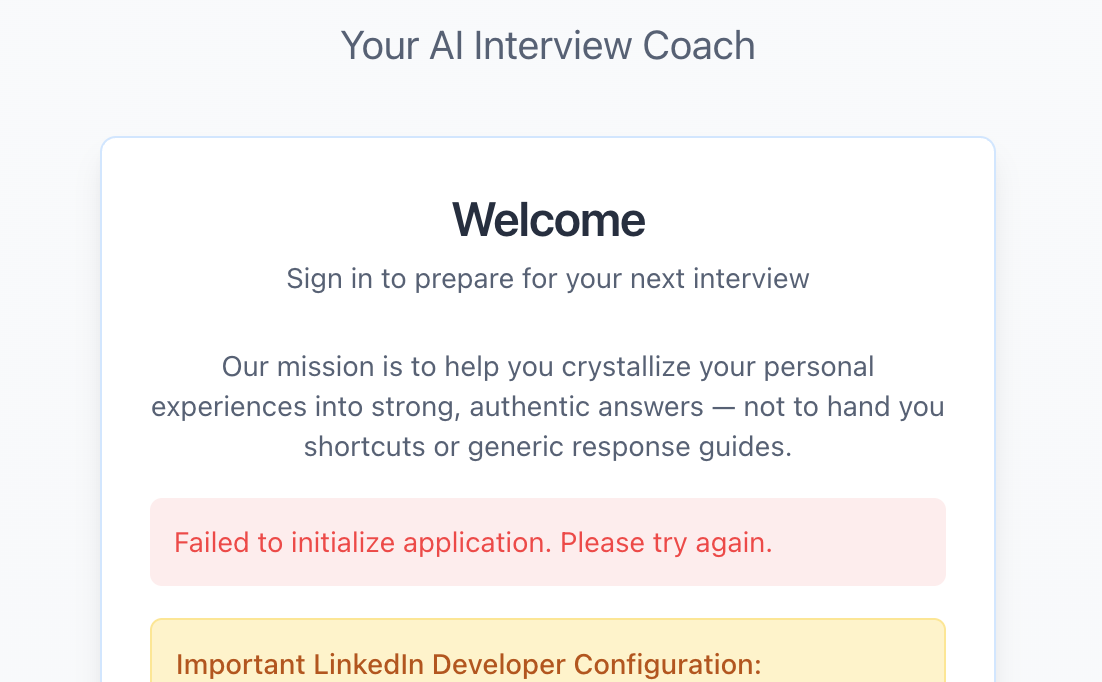 Your AI Interview Coach
Welcome
Sign in to prepare for your next interview
Our mission is to help you crystallize your personal
experiences into strong, authentic answers — not to hand you
shortcuts or generic response guides.
Failed to initialize application. Please try again.
Important LinkedIn Developer Configuration: